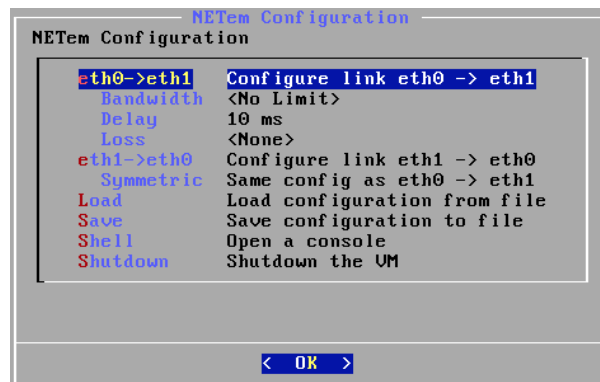 NETem Configuration
NETem Configuration
eth0->eth1 Configure link eth0 -> eth1
Bandwidth <No Limit>
Delay 10 ms
Loss <None>
eth1->eth0 Configure link eth1 -> eth0
Symmetric Same config as eth0 -> eth1
Load Load configuration from file
Save Save configuration to file
Shell Open a console
Shutdown Shutdown the VM
< OK >